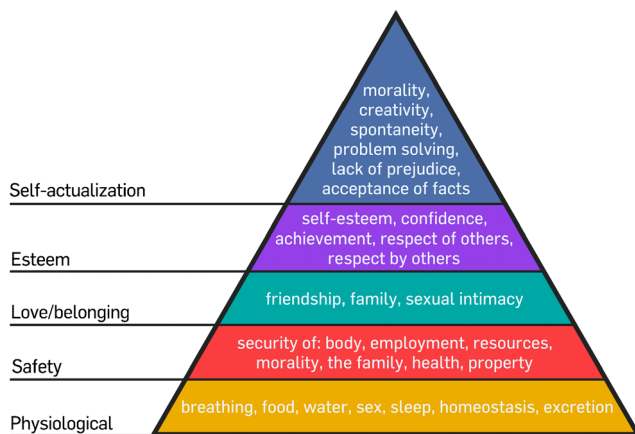 morality,
creativity,
spontaneity,
problem solving,
lack of prejudice,
acceptance of facts
Self-actualization
self-esteem, confidence,
achievement, respect of others,
respect by others
Esteem
friendship, family, sexual intimacy
Love/belonging
security of: body, employment, resources,
morality, the family, health, property
Safety
breathing, food, water, sex, sleep, homeostasis, excretion
Physiological